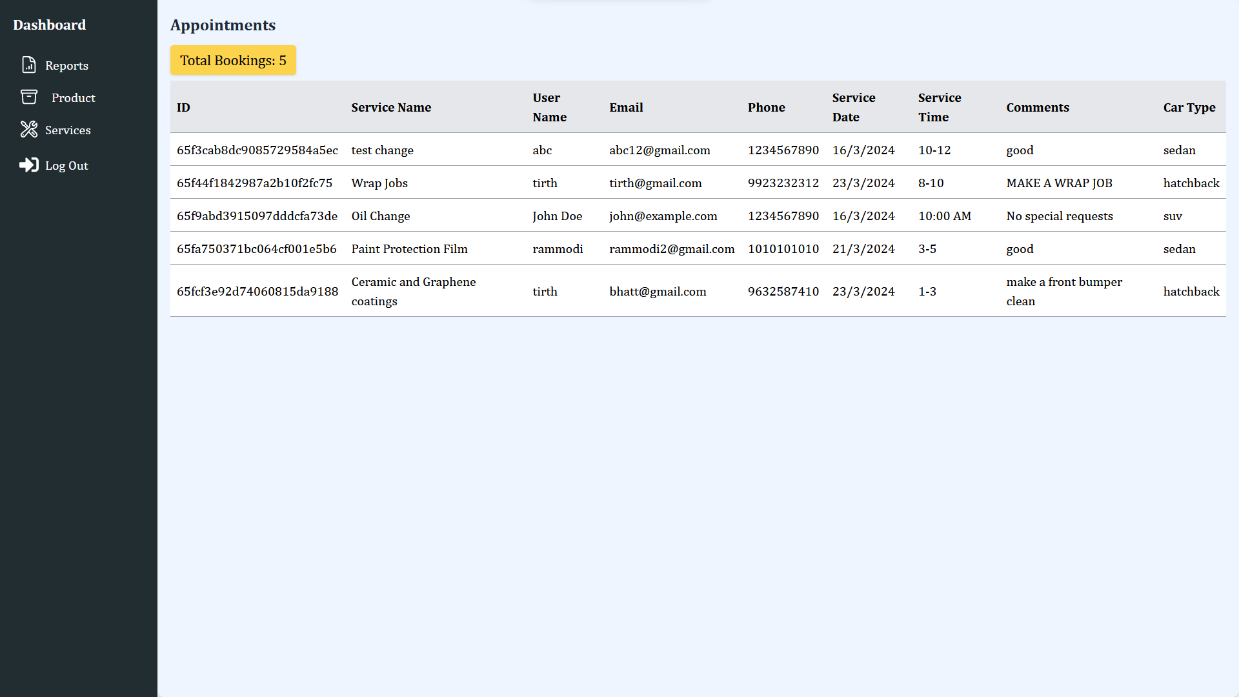 Dashboard
Reports
Product
Services
Log Out
Appointments
Total Bookings: 5
ID Service Name User Name Email Phone Service Date Service Time Comments Car Type
65f3cab8dc9085729584a5ec test change abc abc12@gmail.com 1234567890 16/3/2024 10-12 good sedan
65f44f1842987a2b10f2fc75 Wrap Jobs tirth tirth@gmail.com 9923232312 23/3/2024 8-10 MAKE A WRAP JOB hatchback
65f9abd3915097dddcfa73de Oil Change John Doe john@example.com 1234567890 16/3/2024 10:00 AM No special requests suv
65fa750371bc064cf001e5b6 Paint Protection Film rammodi rammodi2@gmail.com 1010101010 21/3/2024 3-5 good sedan
65fcf3e92d74060815da9188 Ceramic and Graphene coatings tirth bhatt@gmail.com 9632587410 23/3/2024 1-3 make a front bumper clean hatchback